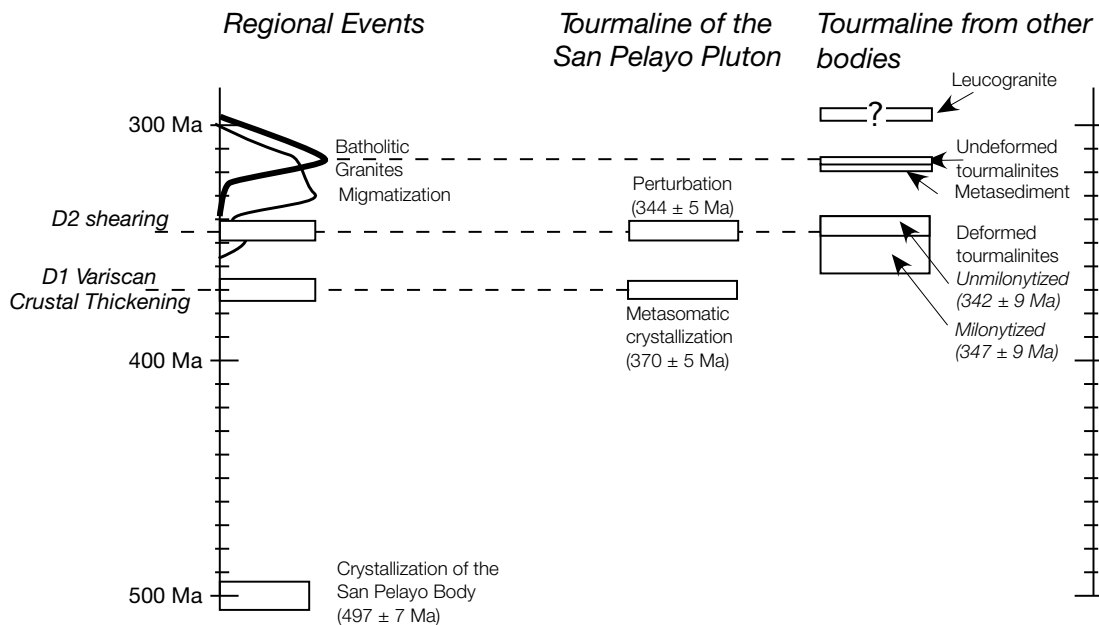 Regional Events
Tourmaline of the
San Pelayo Pluton
Tourmaline from other
bodies
Leucogranite
300 Ma
?
Batholitic
Granites
Migmatization
Undeformed
tourmalinites
Metasediment
Perturbation
(344 ± 5 Ma)
D2 shearing
Deformed
tourmalinites
Unmilonytized
(342 ± 9 Ma)
D1 Variscan
Crustal Thickening
Metasomatic
crystallization
(370 ± 5 Ma)
Milonytized
(347 ± 9 Ma)
400 Ma
Crystallization of the
San Pelayo Body
(497 ± 7 Ma)
500 Ma